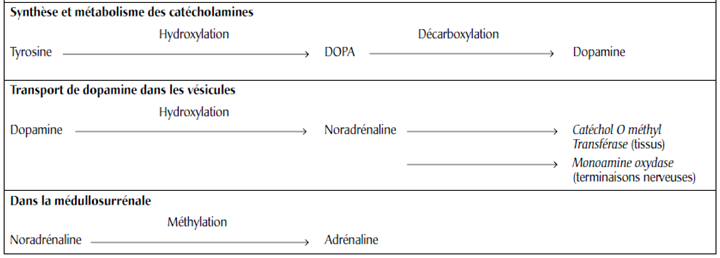 Synthèse et métabolisme des catécholamines
Hydroxylation Décarboxylation
Tyrosine DOPA Dopamine
Transport de dopamine dans les vésicules
Hydroxylation
Dopamine Noradrénaline Catéchol O méthyl
Transférase (tissus)
Monoamine oxydase
(terminaisons nerveuses)
Dans la médullosurrénale
Méthylation
Noradrénaline Adrénaline